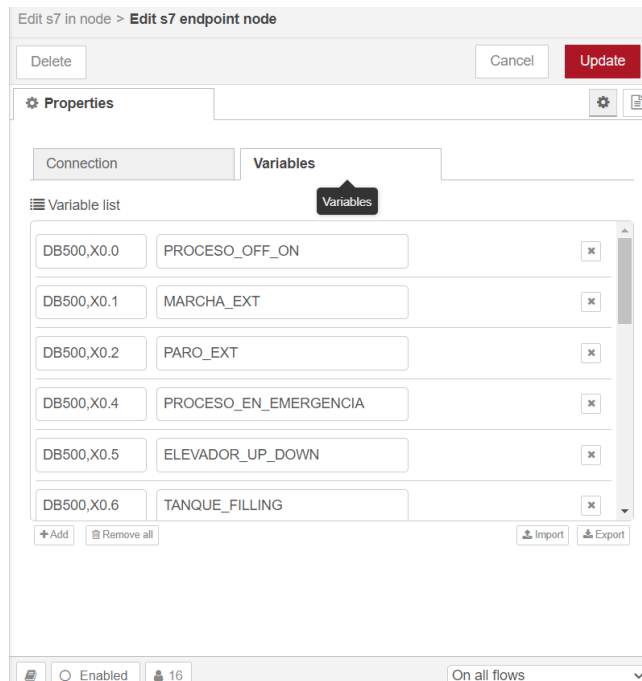 Edit s7 in node > Edit s7 endpoint node
Delete Cancel Update
Properties
Connection Variables
Variable list Variables
DB500,X0.0 PROCESO_OFF_ON
DB500,X0.1 MARCHA_EXT
DB500,X0.2 PARO_EXT
DB500,X0.4 PROCESO_EN_EMERGENCIA
DB500,X0.5 ELEVADOR_UP_DOWN
DB500,X0.6 TANQUE_FILLING
+Add Remove all Import Export
Enabled 16 On all flows